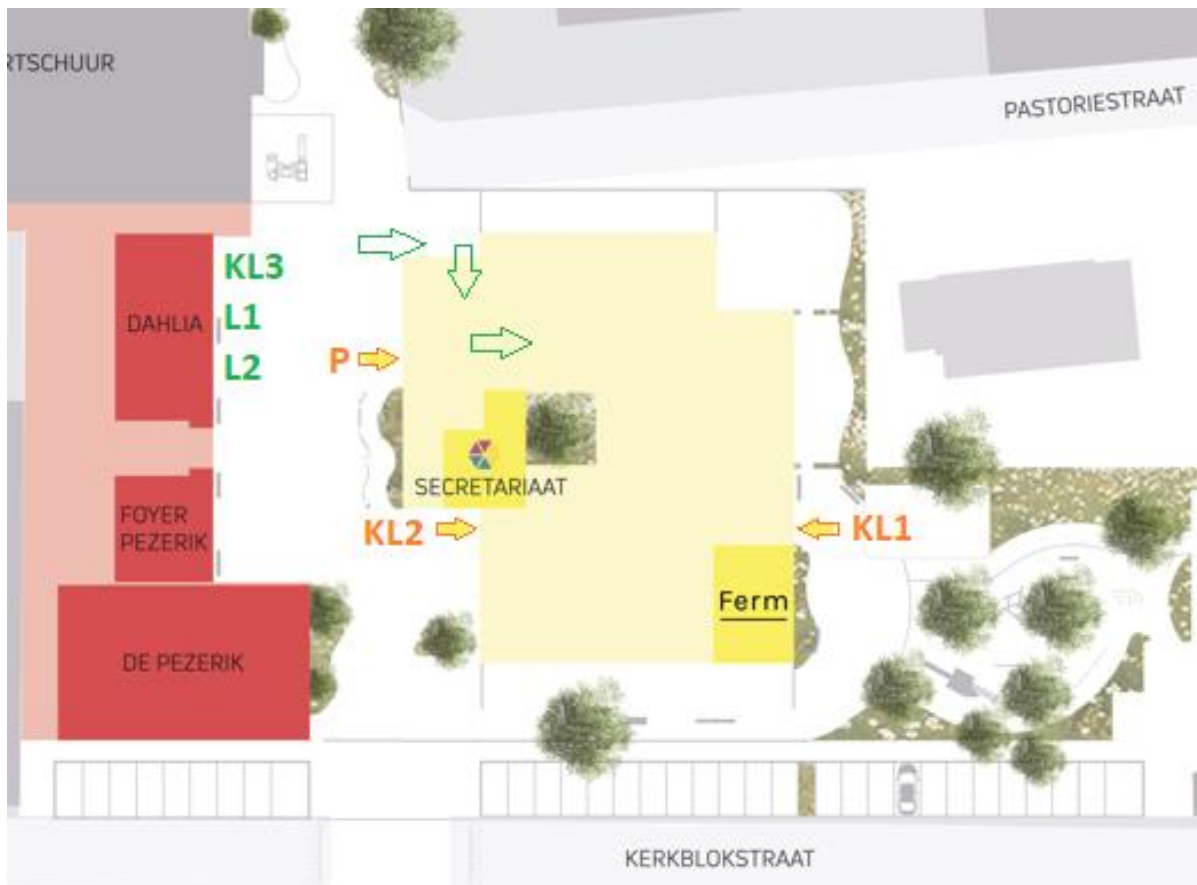 RTSCHUUR
PASTORIESTRAAT
KL3
L1
L2
DAHLIA
P
SECRETARIAAT
FOYER
PEZERIK
KL2
KL1
Ferm
DE PEZERIK
KERKBLOKSTRAAT